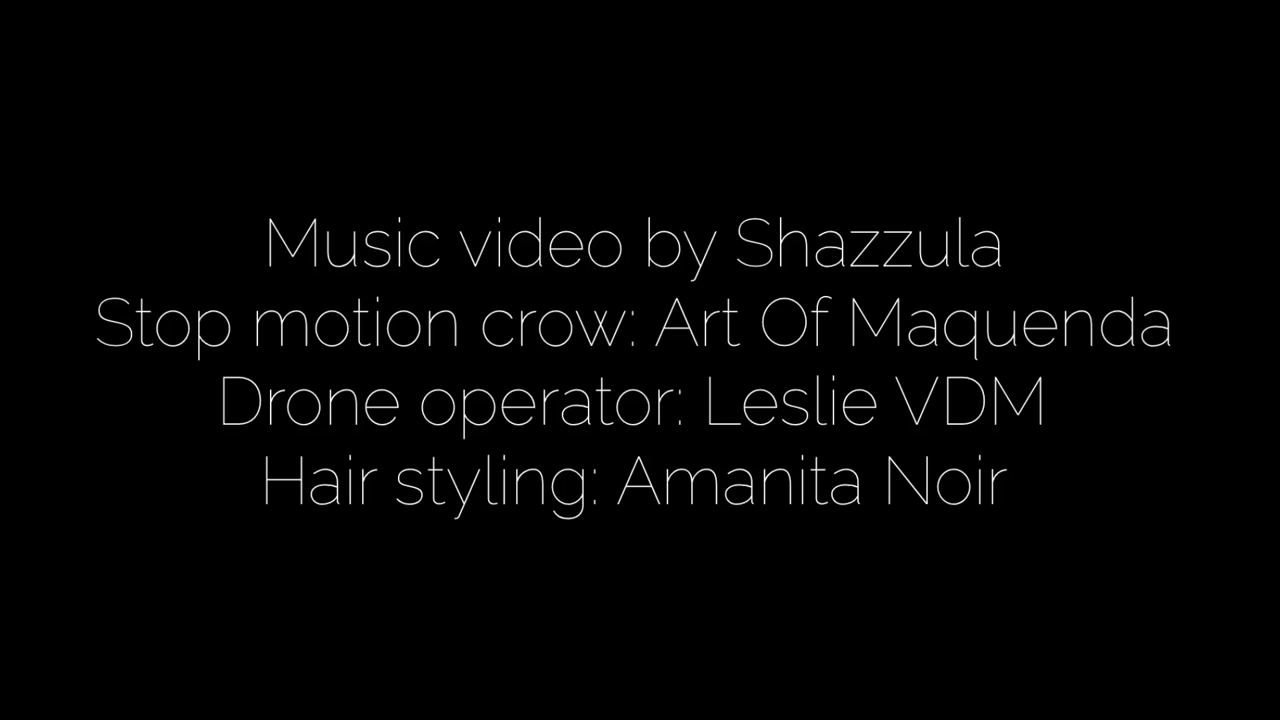 Music video by Shazzula
Stop motion crow: Art Of Maquenda
Drone operator: Leslie VDM
Hair styling: Amanita Noir